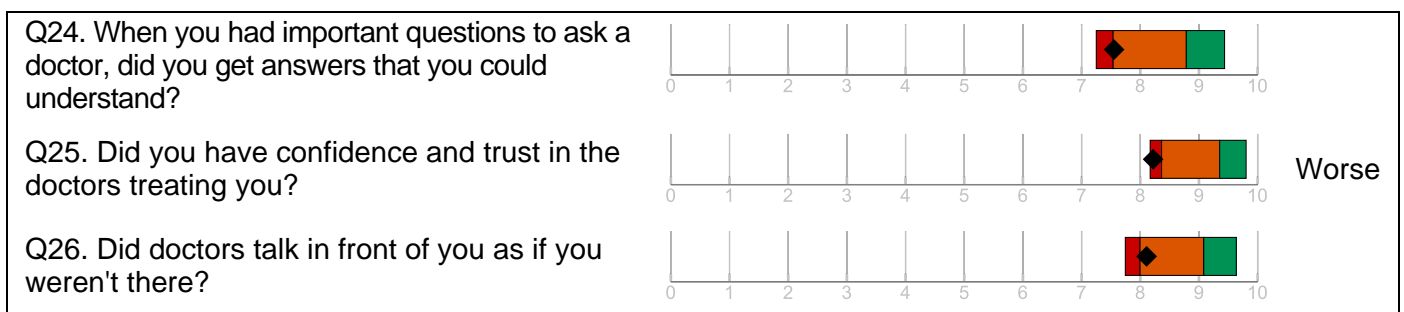 Q24. When you had important questions to ask a
doctor, did you get answers that you could
understand?
0 1 2 3 4 5 6 7 8 9 10
Q25. Did you have confidence and trust in the
doctors treating you?
Worse
0 1 2 3 4 5 6 7 8 9 10
Q26. Did doctors talk in front of you as if you
weren't there?
0 1 2 3 4 5 6 7 8 9 10